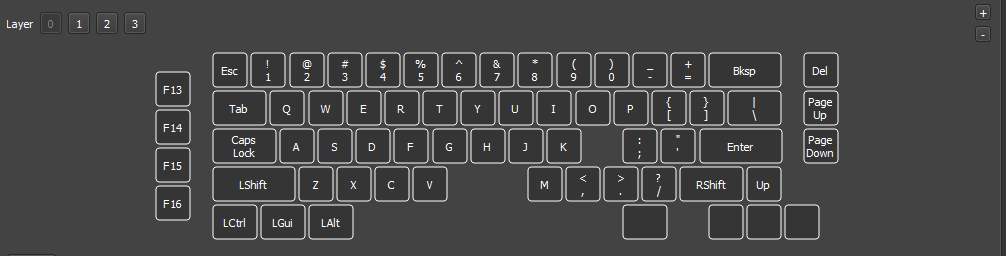 Layer 0 1 2 3 +
-
Esc ! 1 @ 2 # 3 $ 4 % 5 ^ 6 & 7 * 8 ( 9 ) 0 _ - + = Bksp Del
F13
Tab Q W E R T Y U I O P { [ } ] | \ Page Up
F14
Caps Lock A S D F G H J K : ; " ' Enter Page Down
F15
LShift Z X C V M < , > . ? / RShift Up
F16
LCtrl LGui LAlt